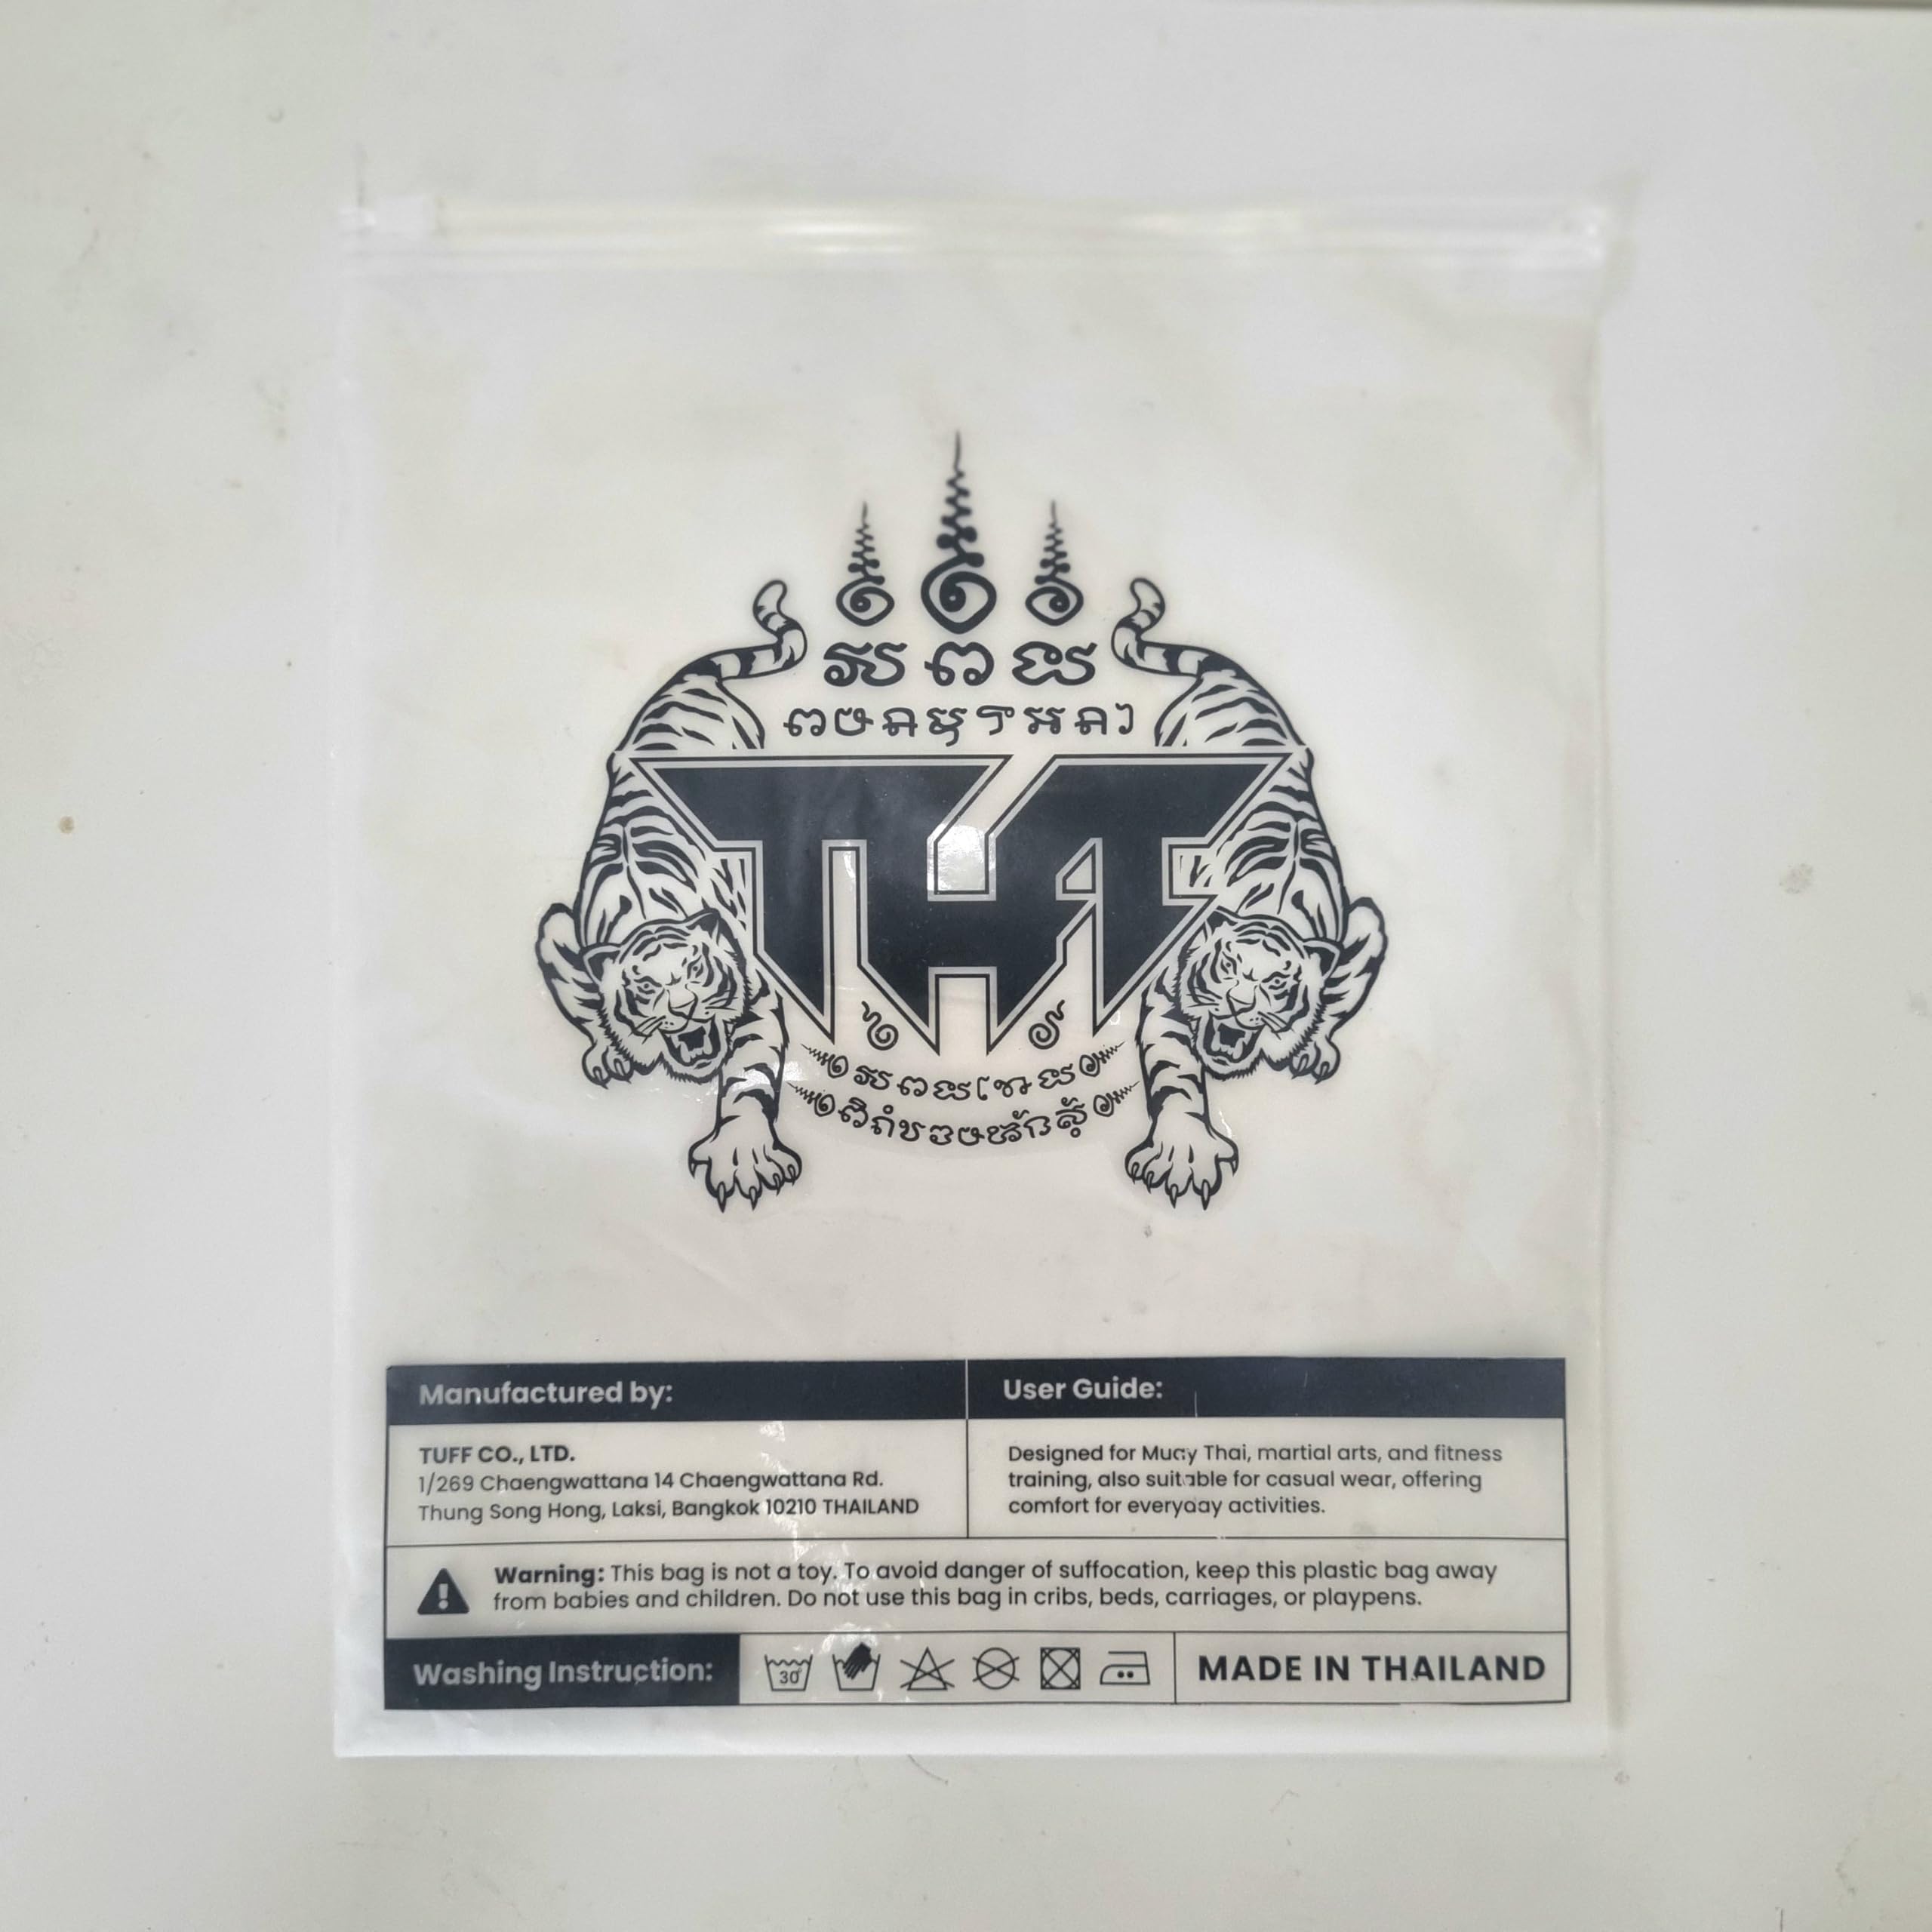 THAT
Manufactured by:
TUFF CO., LTD.
1/269 Chaengwattana 14 Chaengwattana Rd.
Thung Song Hong, Laksi, Bangkok 10210 THAILAND
User Guide:
Designed for Muay Thai, martial arts, and fitness
training, also suitable for casual wear, offering
comfort for everyday activities.
Warning: This bag is not a toy. To avoid danger of suffocation, keep this plastic bag away
from babies and children. Do not use this bag in cribs, beds, carriages, or playpens.
Washing Instruction:
30°
MADE IN THAILAND